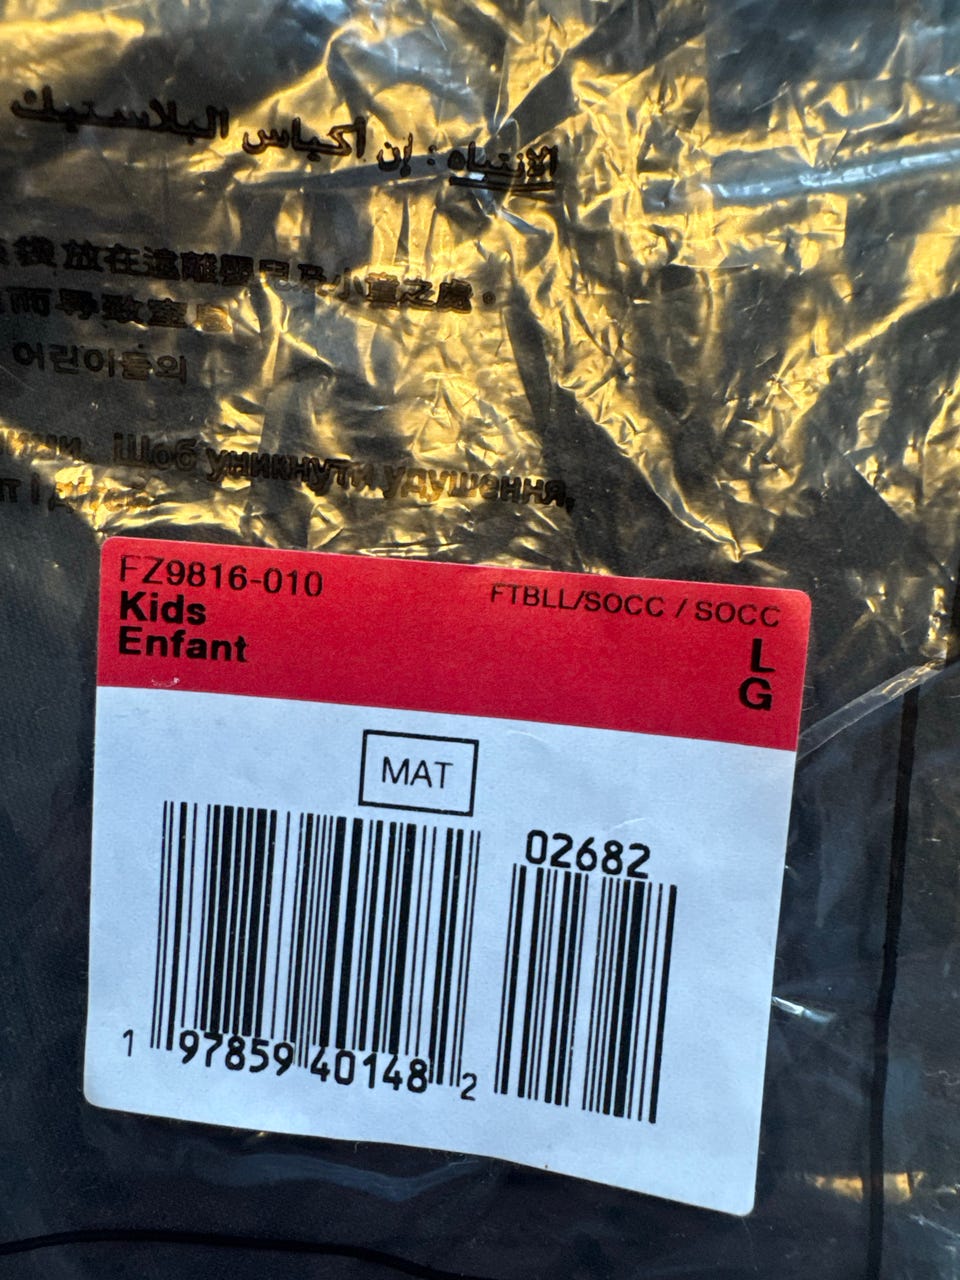 الانتباه : إن أكياس البلاستيك
放在遠離嬰兒及小童之處。
而導致窒息
어린이들의
Щоб уникнути удушення,
FZ9816-010
FTBLL/SOCC / SOCC
Kids
Enfant
L
G
MAT
02682
1 97859 40148 2